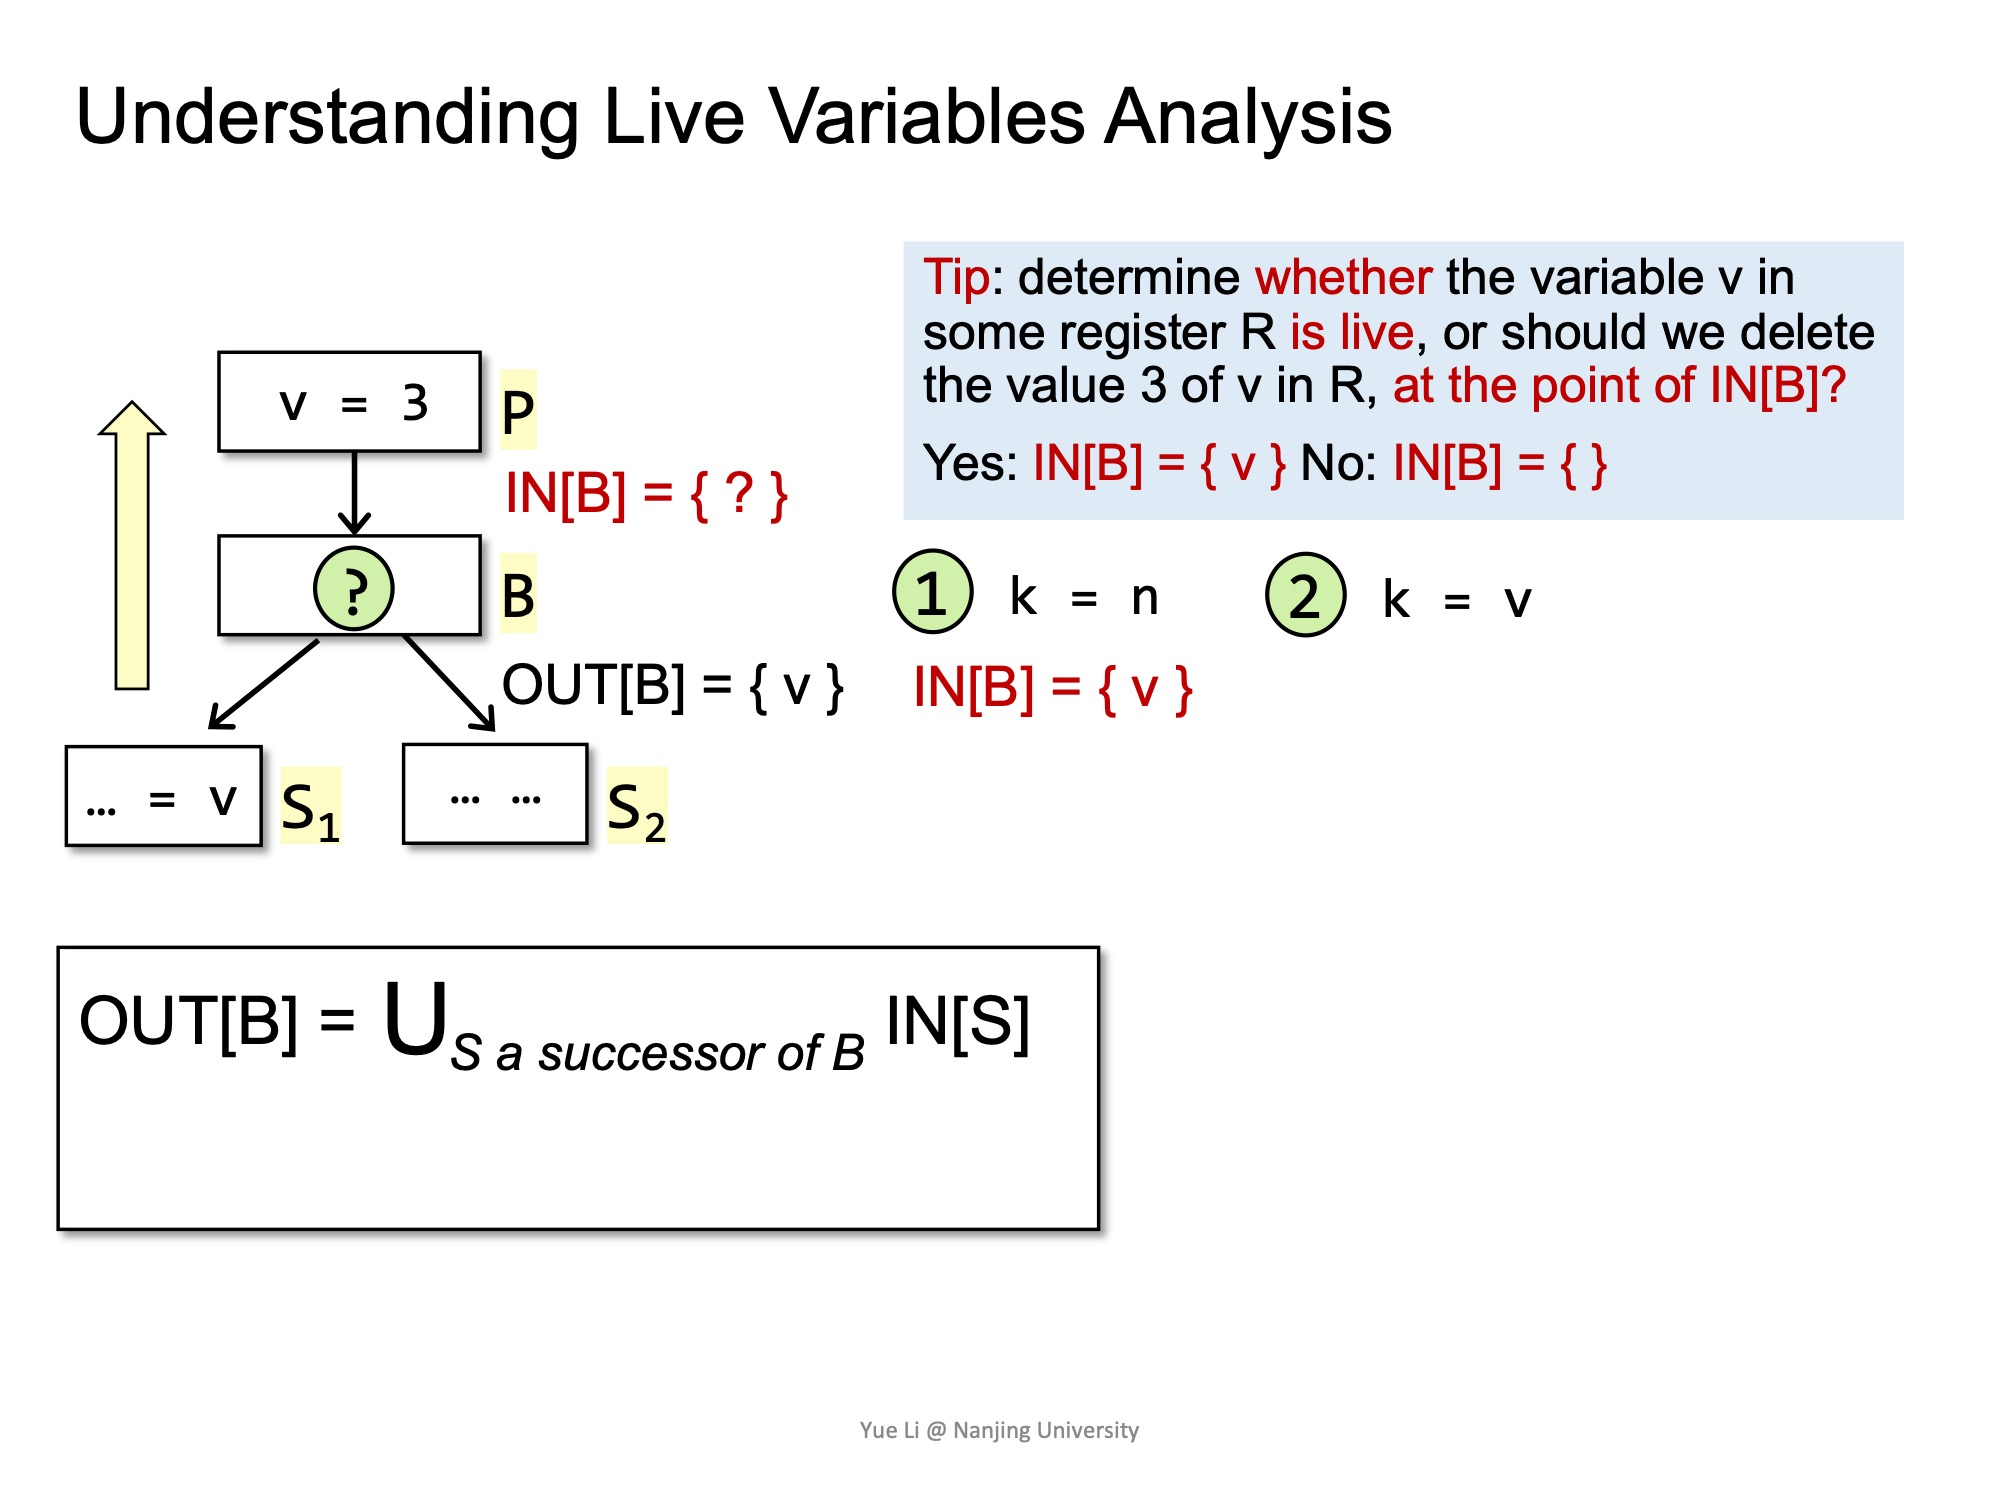 Understanding Live Variables Analysis
Tip: determine whether the variable v in
some register R is live, or should we delete
the value 3 of v in R, at the point of IN[B]?
Yes: IN[B] = { v } No: IN[B] = { }
v = 3
P
IN[B] = { ? }
?
B
OUT[B] = { v }
… = v
S1
… …
S2
1 k = n
IN[B] = { v }
2 k = v
OUT[B] = ⋃S a successor of B IN[S]
Yue Li @ Nanjing University